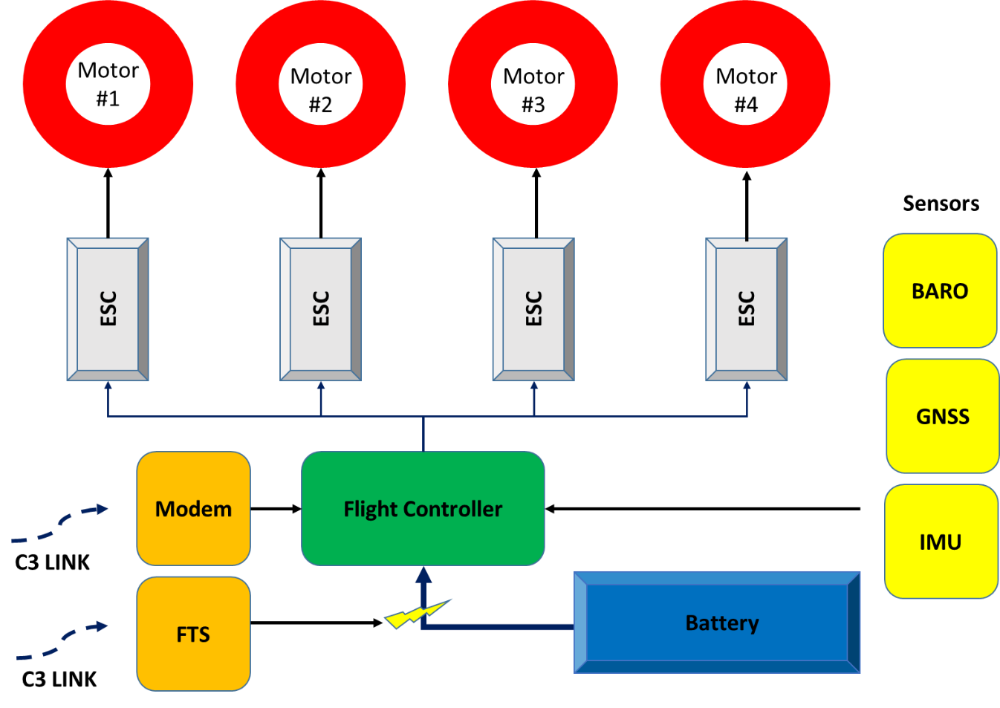 Motor
#1
Motor
#2
Motor
#3
Motor
#4
Sensors
ESC
ESC
ESC
ESC
BARO
GNSS
Modem
Flight Controller
IMU
C3 LINK
FTS
Battery
C3 LINK